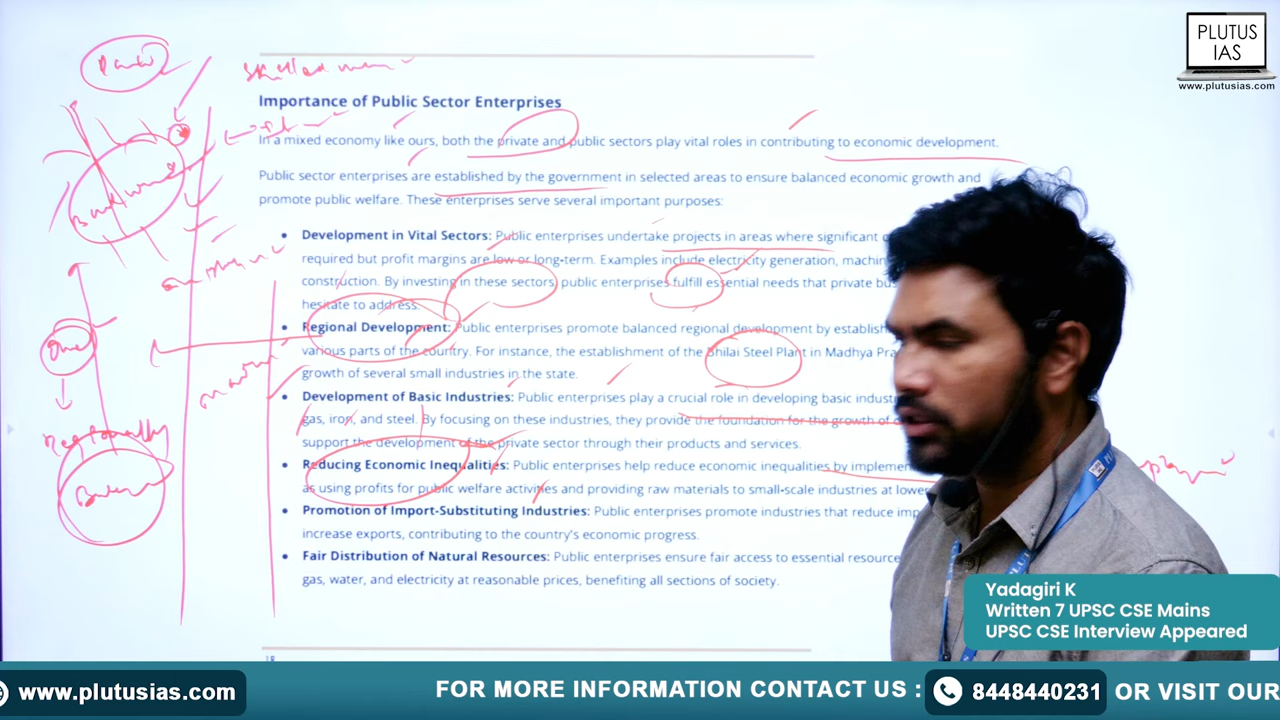 PLUTUS
IAS
www.plutusias.com
skilled man
Importance of Public Sector Enterprises
In a mixed economy like ours, both the private and public sectors play vital roles in contributing to economic development.
Public sector enterprises are established by the government in selected areas to ensure balanced economic growth and
promote public welfare. These enterprises serve several important purposes:
• Development in Vital Sectors: Public enterprises undertake projects in areas where significant
required but profit margins are low or long-term. Examples include electricity generation,
construction. By investing in these sectors, public enterprises fulfill essential needs that private
hesitate to address.
• Regional Development: Public enterprises promote balanced regional development by
various parts of the country. For instance, the establishment of the Bhilai Steel Plant in Madhya
growth of several small industries in the state.
• Development of Basic Industries: Public enterprises play a crucial role in developing basic
gas, iron, and steel. By focusing on these industries, they provide the foundation for the growth of
support the development of the private sector through their products and services.
• Reducing Economic Inequalities: Public enterprises help reduce economic inequalities by
as using profits for public welfare activities and providing raw materials to small-scale industries at
• Promotion of Import-Substituting Industries: Public enterprises promote industries that reduce
increase exports, contributing to the country's economic progress.
• Fair Distribution of Natural Resources: Public enterprises ensure fair access to essential
gas, water, and electricity at reasonable prices, benefiting all sections of society.
Regionally
18
Yadagiri K
Written 7 UPSC CSE Mains
UPSC CSE Interview Appeared
www.plutusias.com
FOR MORE INFORMATION CONTACT US :
8448440231
OR VISIT OUR